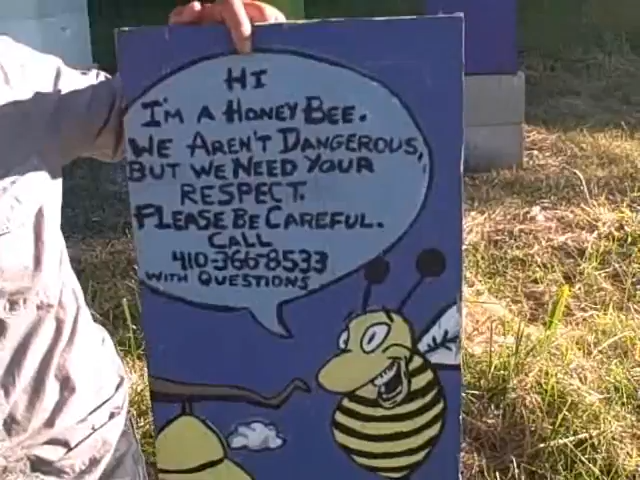 HI
I'M A HONEY BEE.
WE AREN'T DANGEROUS,
BUT WE NEED YOUR
RESPECT.
PLEASE BE CAREFUL.
CALL
410-366-8533
WITH QUESTIONS